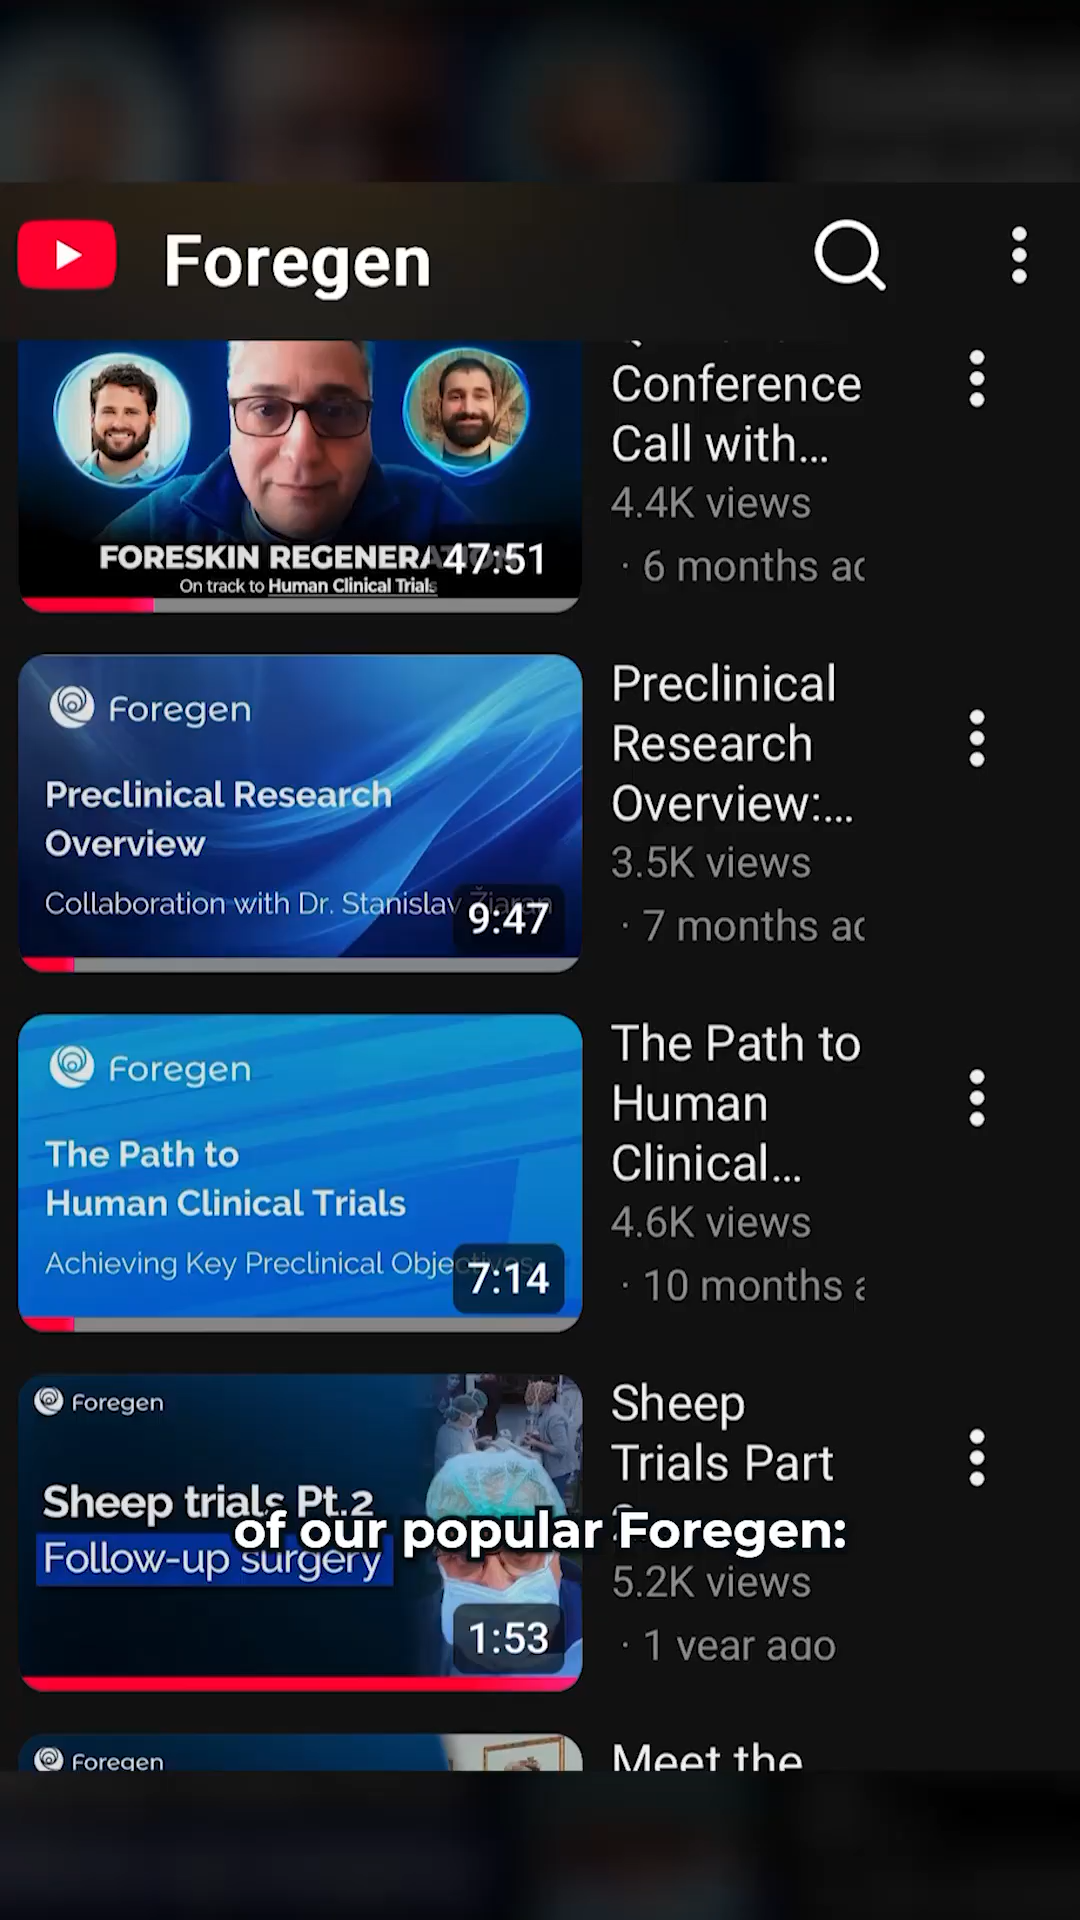 Foregen
Conference
Call with...
4.4K views
· 6 months
FORESKIN REGENERA
47:51
On track to Human Clinical Trials
Foregen
Preclinical Research
Overview
Collaboration with Dr. Stanislav
9:47
Preclinical
Research
Overview:...
3.5K views
· 7 months
Foregen
The Path to
Human Clinical Trials
Achieving Key Preclinical Objectives
7:14
The Path to
Human
Clinical...
4.6K views
· 10 months
Foregen
Sheep trials Pt.2
Follow-up surgery
1:53
Sheep
Trials Part
of our popular Foregen:
5.2K views
· 1 year ago
Foregen
Meet the